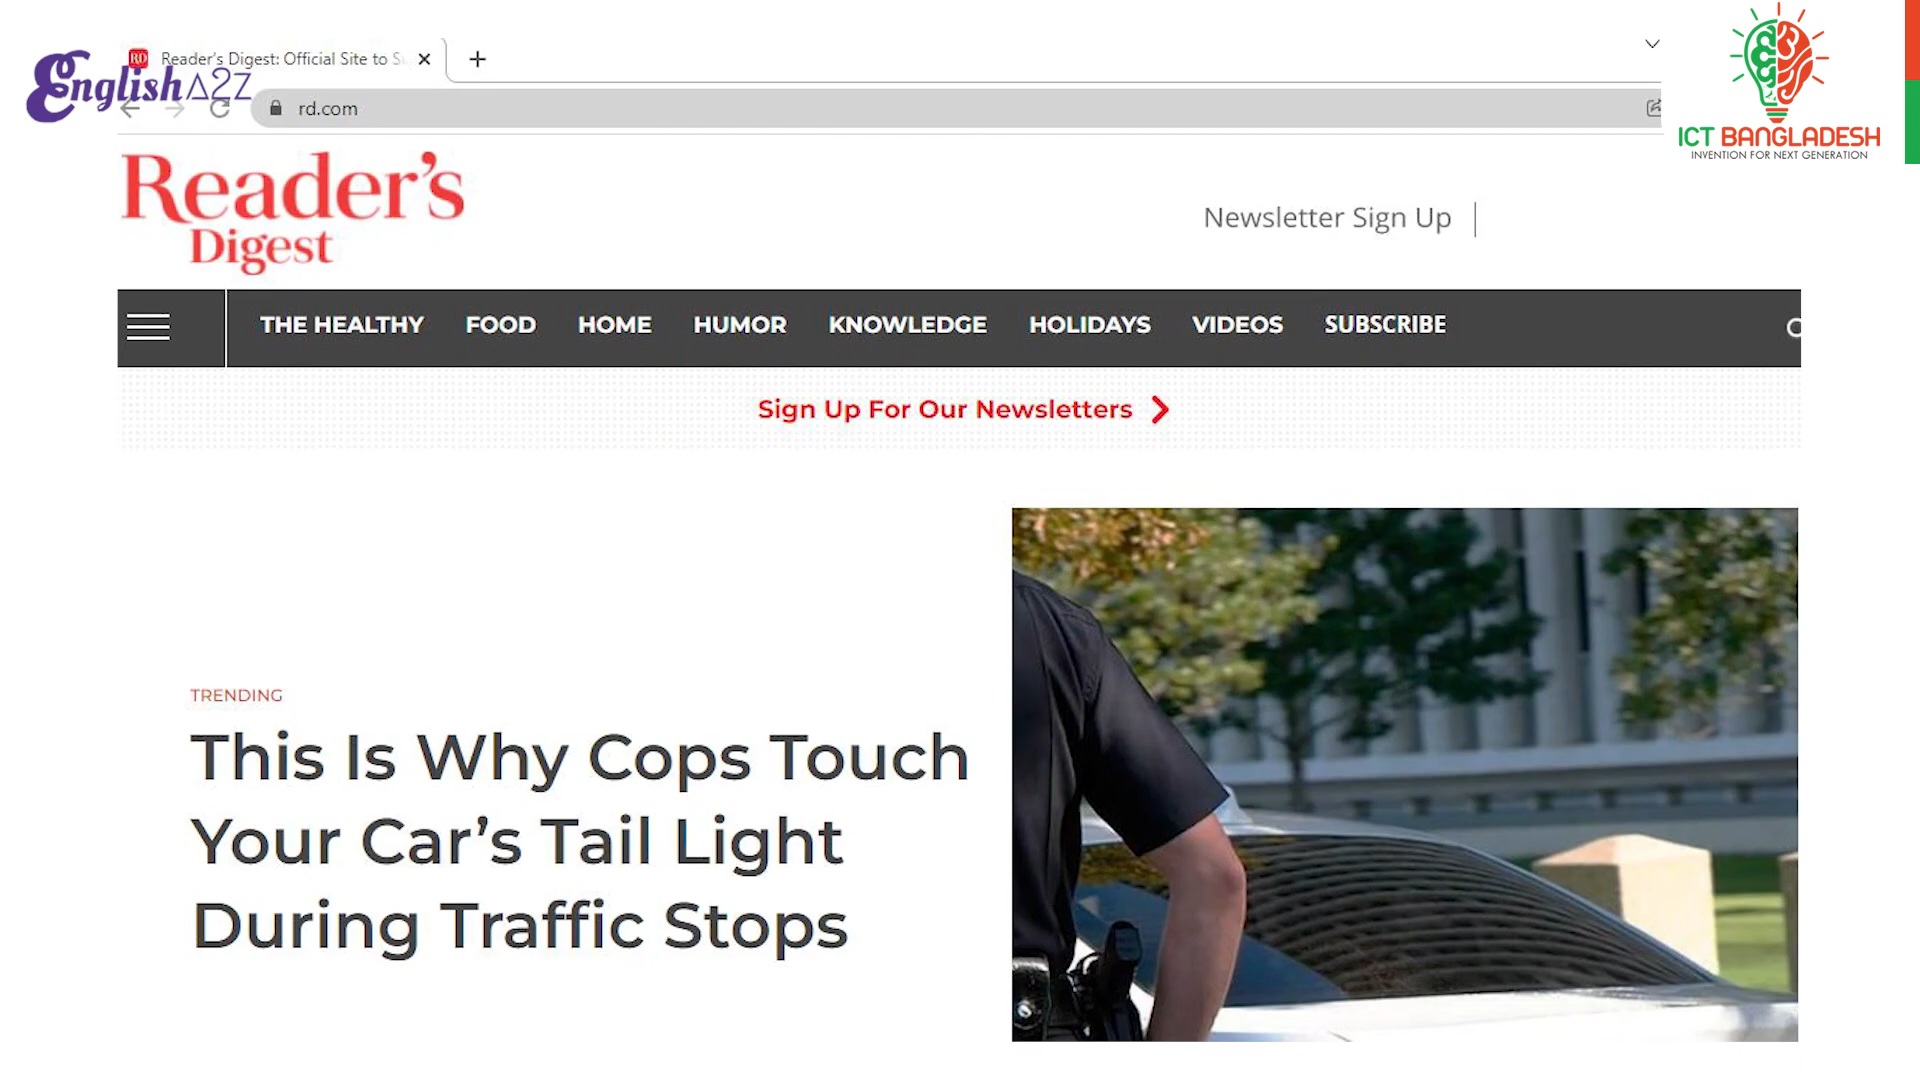 RD Reader's Digest: Official Site to Su
EnglishA2Z
rd.com
ICT BANGLADESH
INVENTION FOR NEXT GENERATION
Reader's
Digest
Newsletter Sign Up
THE HEALTHY FOOD HOME HUMOR KNOWLEDGE HOLIDAYS VIDEOS SUBSCRIBE
Sign Up For Our Newsletters
TRENDING
This Is Why Cops Touch
Your Car’s Tail Light
During Traffic Stops